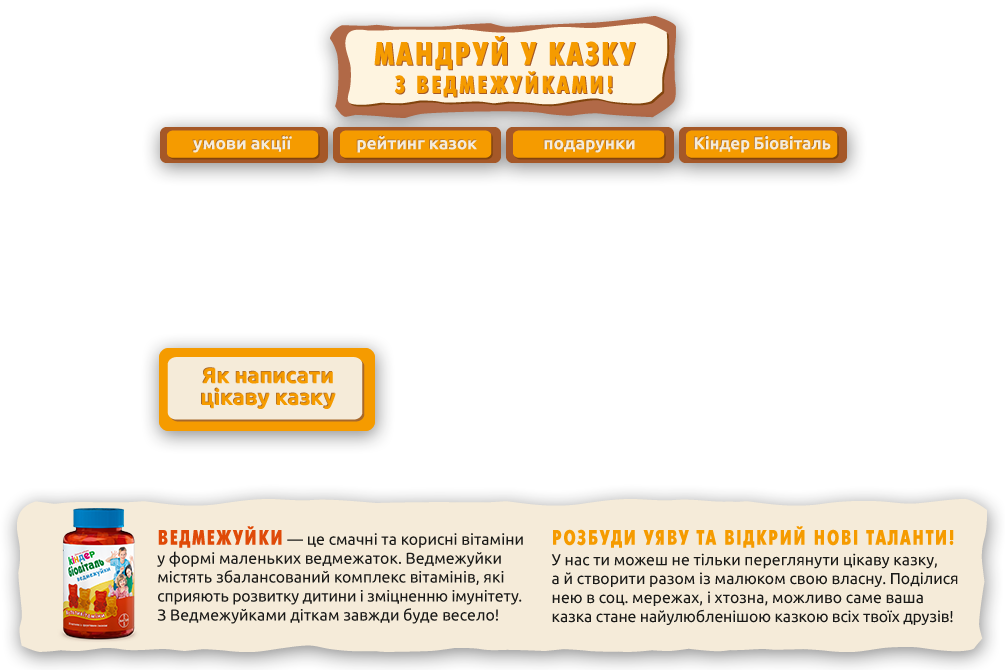 МАНДРУЙ У КАЗКУ
З ВЕДМЕЖУЙКАМИ!
умови акції
рейтинг казок
подарунки
Кіндер Біовіталь
Як написати
цікаву казку
кіндер
біовіталь
ведмежуйки
ВЕДМЕЖУЙКИ — це смачні та корисні вітаміни
у формі маленьких ведмежаток. Ведмежуйки
містять збалансований комплекс вітамінів, які
сприяють розвитку дитини і зміцненню імунітету.
З Ведмежуйками діткам завжди буде весело!
РОЗБУДИ УЯВУ ТА ВІДКРИЙ НОВІ ТАЛАНТИ!
У нас ти можеш не тільки переглянути цікаву казку,
а й створити разом із малюком свою власну. Поділися
нею в соц. мережах, і хтозна, можливо саме ваша
казка стане найулюбленішою казкою всіх твоїх друзів!